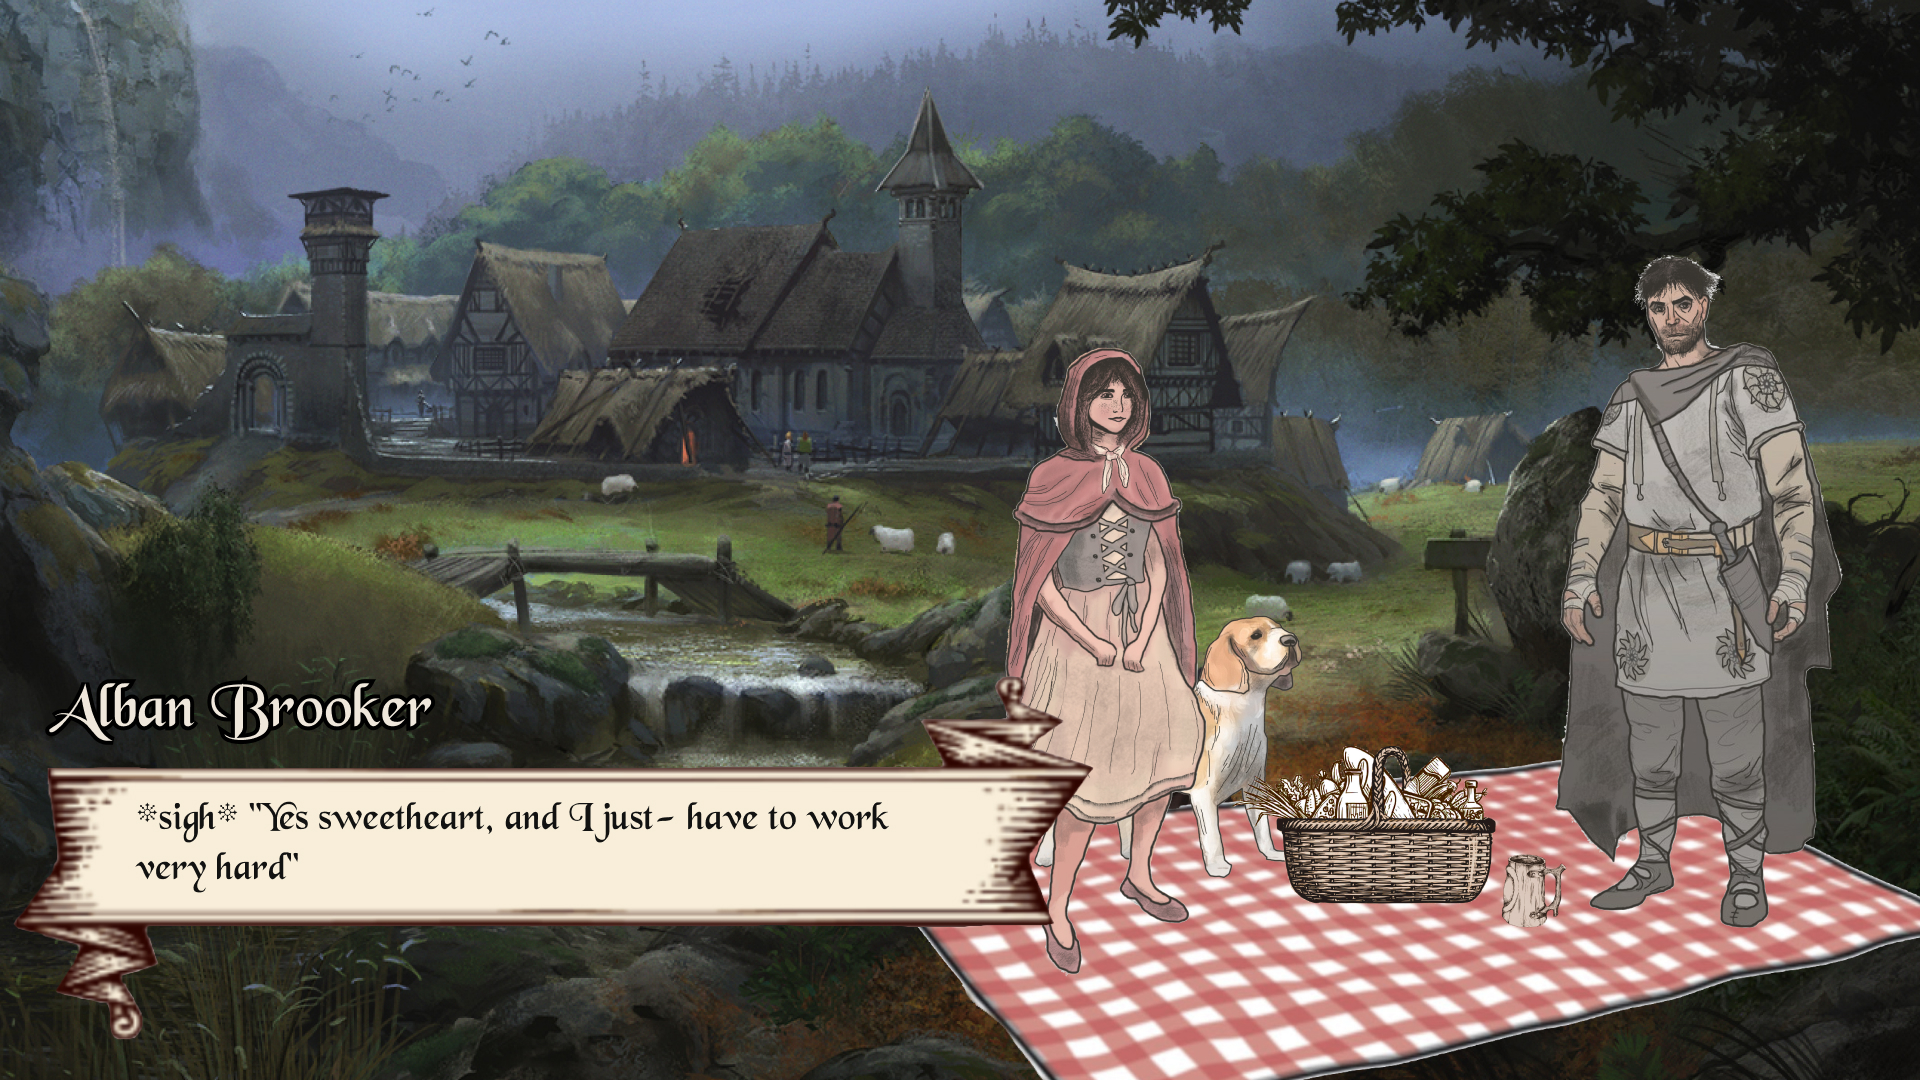 Alban Brooker
*sigh* "Yes sweetheart, and I just- have to work
very hard"